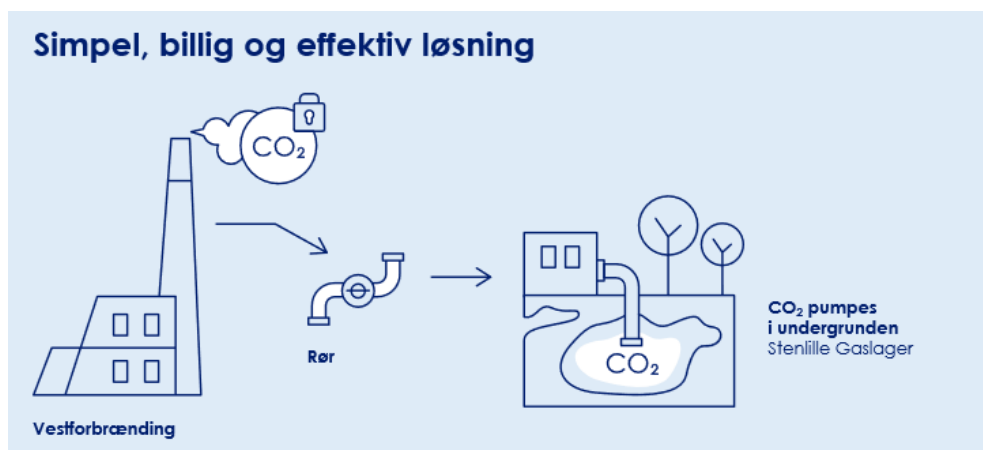 Simpel, billig og effektiv løsning
CO₂
Rør
Vestforbrænding
CO₂
CO₂ pumpes
i undergrunden
Stenlille Gaslager